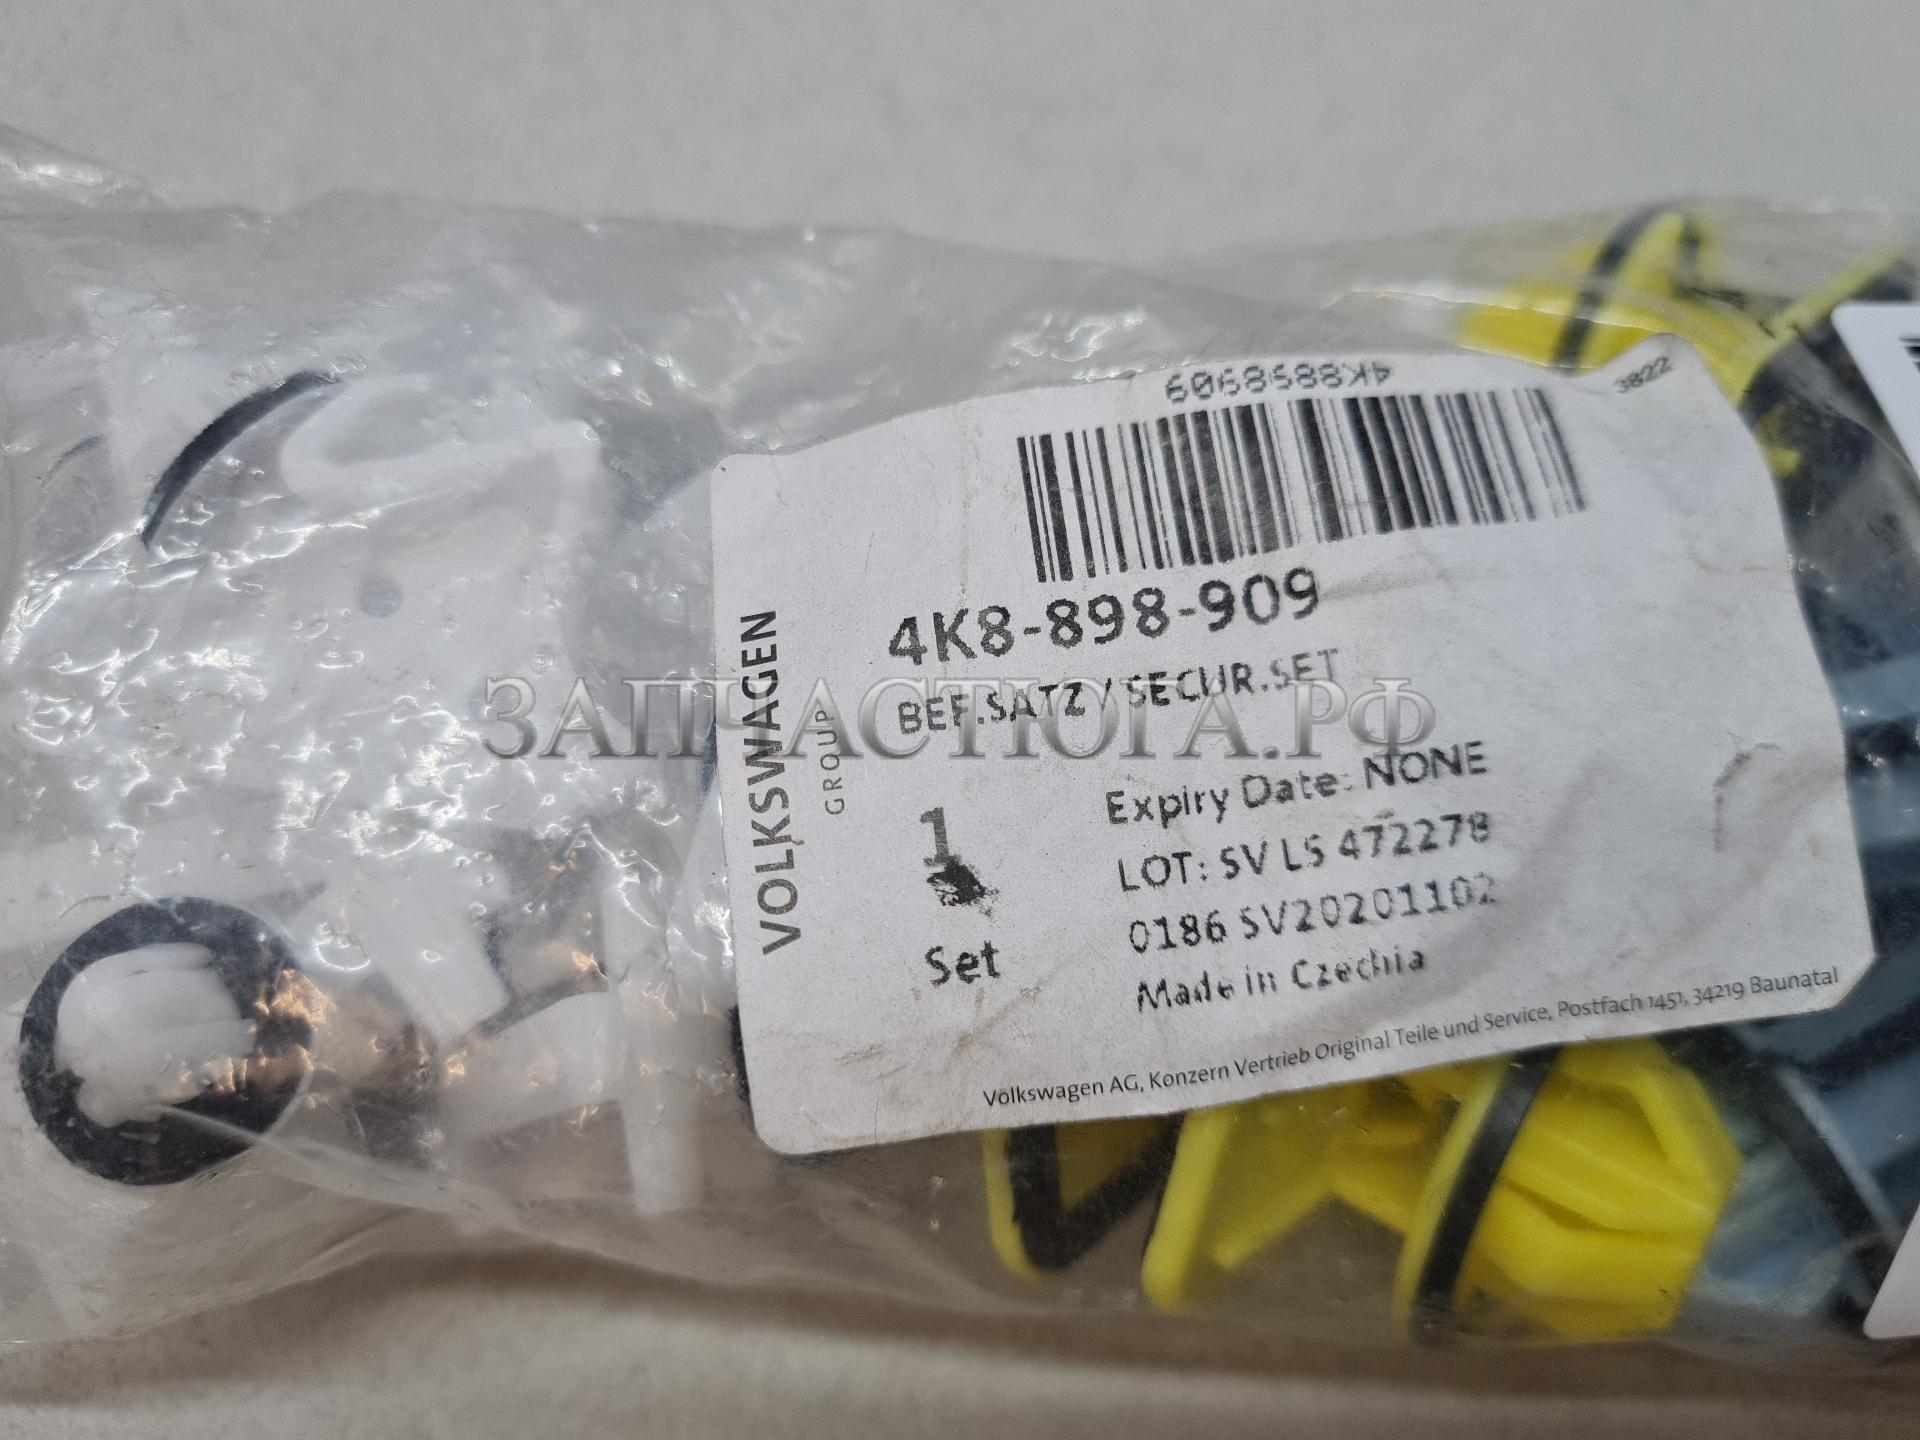 4K8898909
3822
4K8-898-909
BEF.SATZ / SECUR.SET
VOLKSWAGEN
GROUP
ЗАПЧАСТЮГА.РФ
1
Set
Expiry Date: NONE
LOT: SV LS 472278
0186 SV20201102
Made in Czechia
Volkswagen AG, Konzern Vertrieb Original Teile und Service, Postfach 1451, 34219 Baunatal